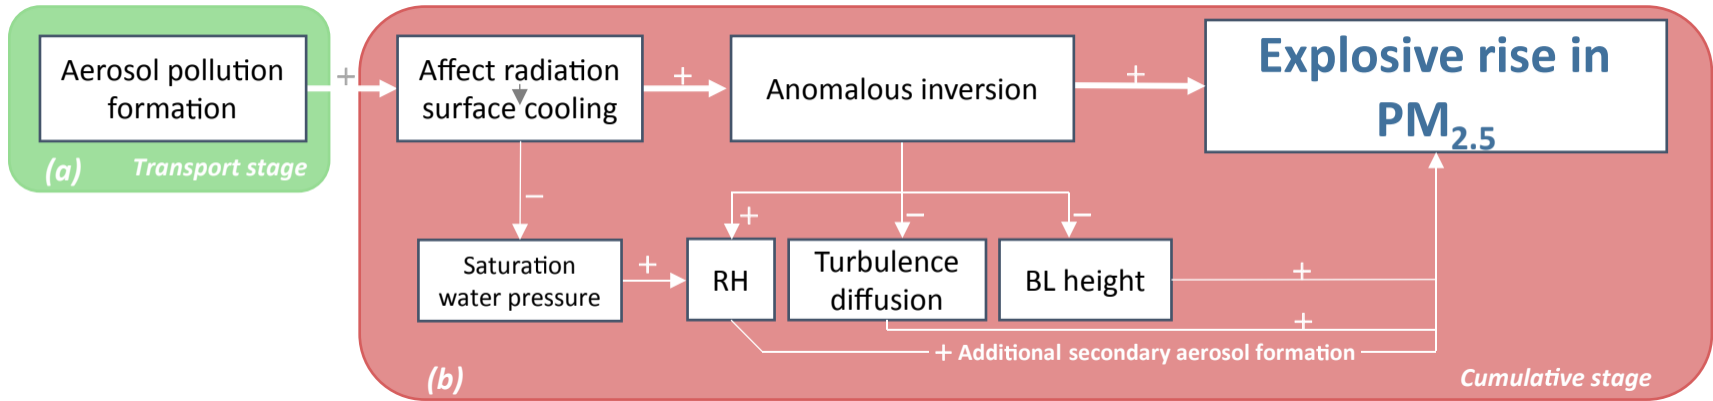 Aerosol pollution
formation
(a)
Transport stage
+
Affect radiation
surface cooling
+
Anomalous inversion
+
Explosive rise in
PM2.5
−
+
−
−
Saturation
water pressure
+
RH
Turbulence
diffusion
BL height
+
+
+ Additional secondary aerosol formation
(b)
Cumulative stage